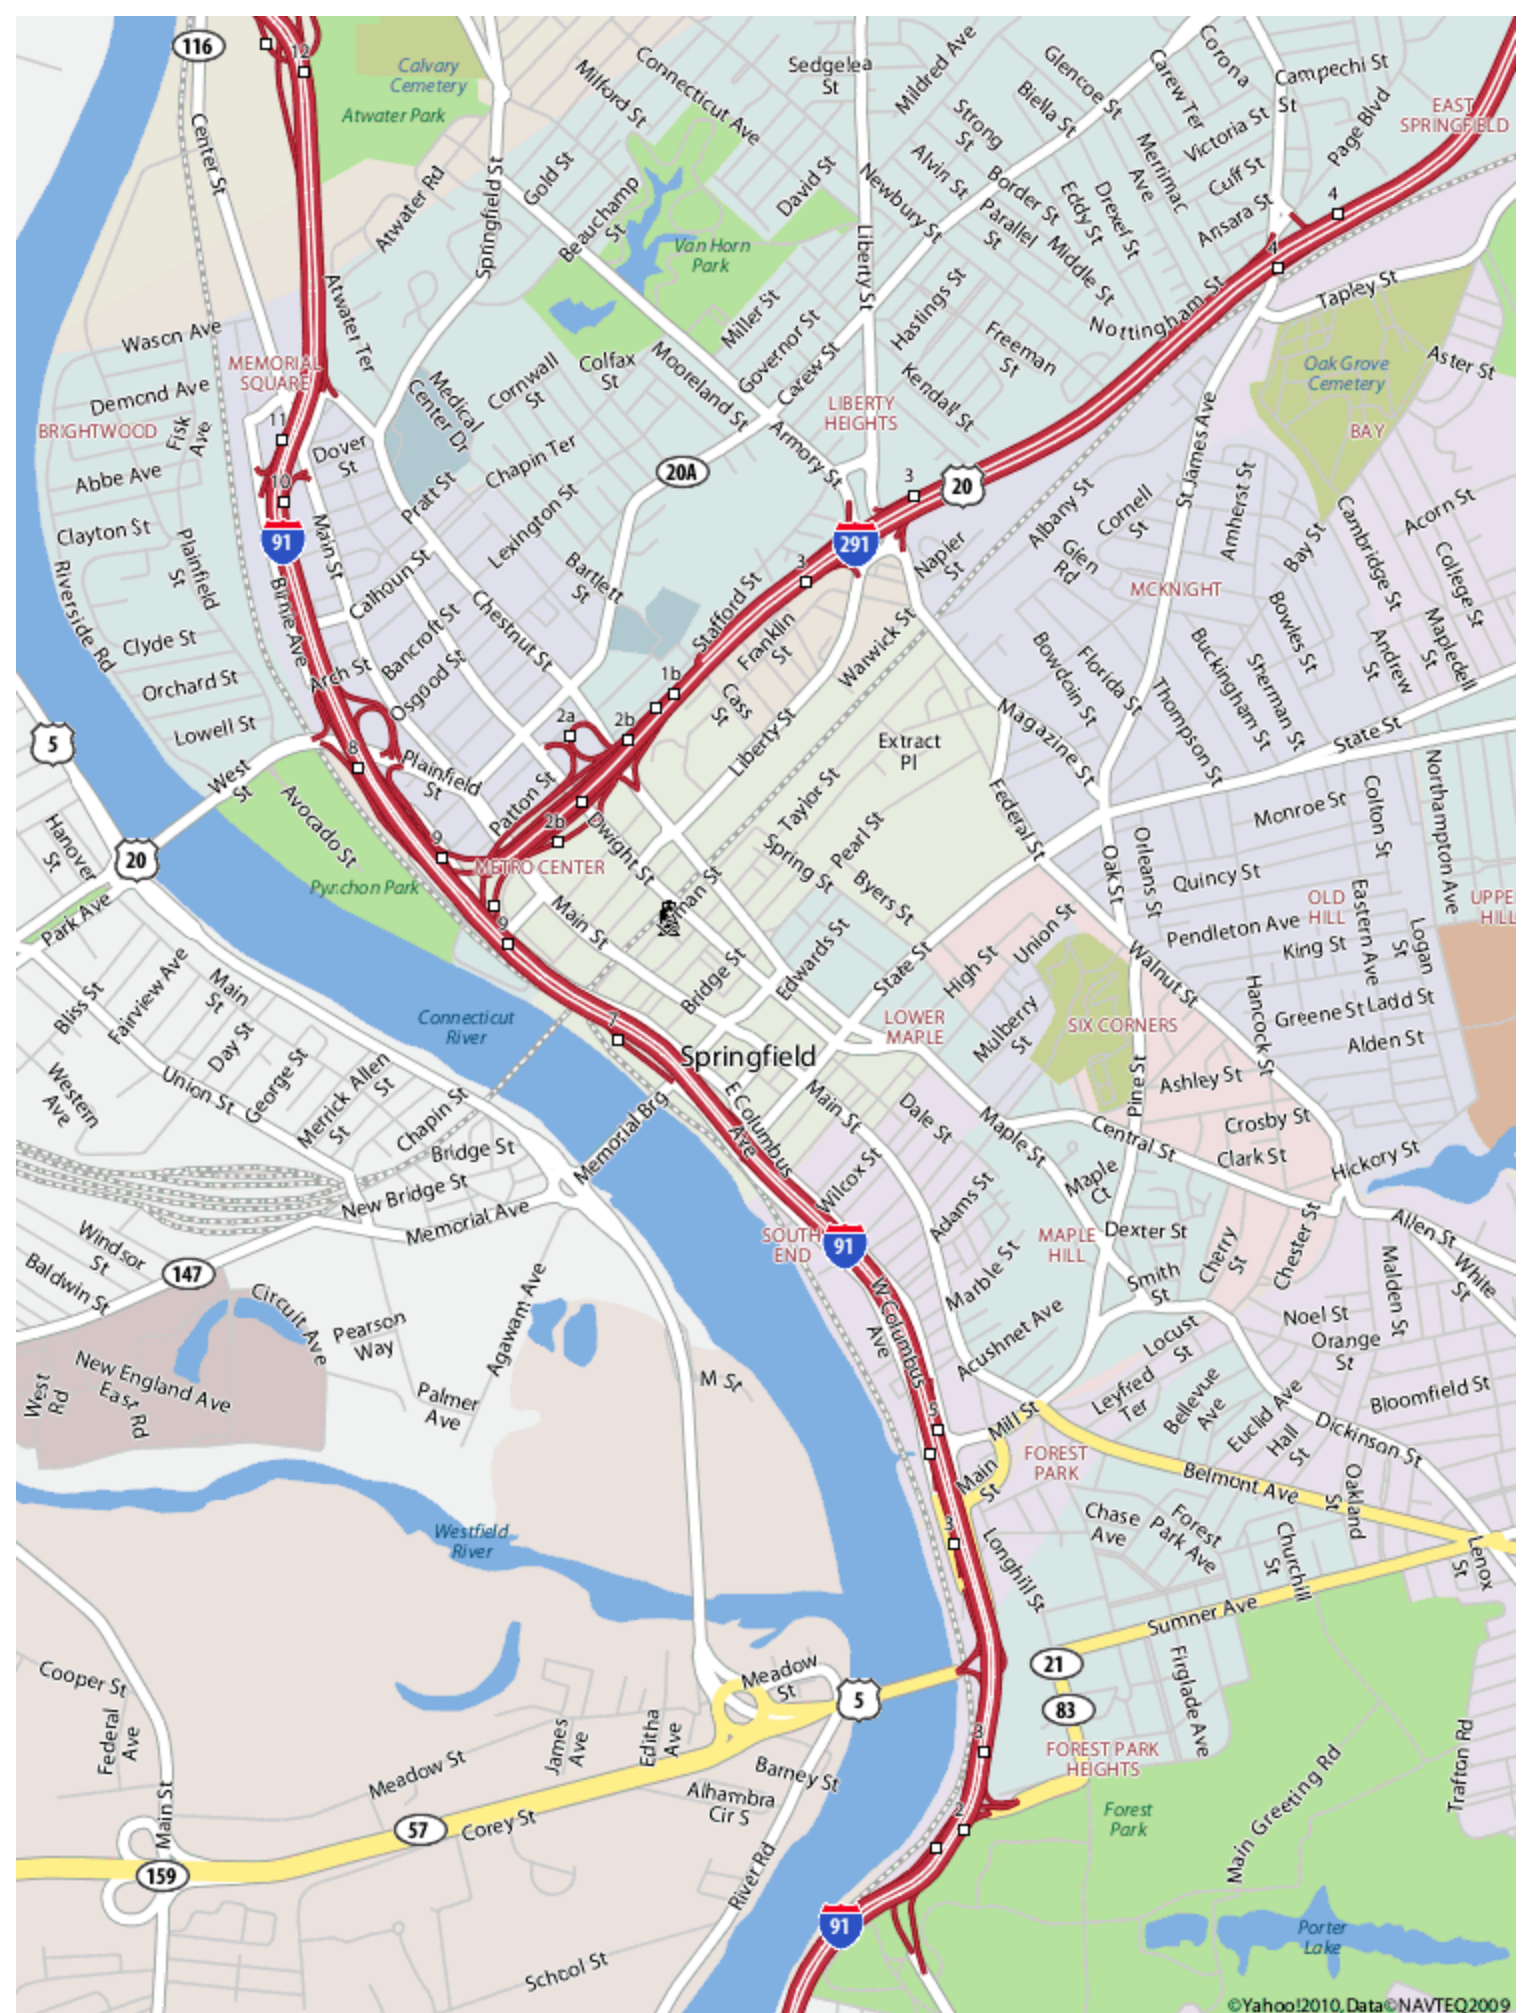 116
12
Calvary
Cemetery
Atwater Park
Center St
Springfield St
Atwater Rd
Milford St
Connecticut Ave
Gold St
Beauchamp
St
Van Horn
Park
David St
Sedgelea
St
Mildred Ave
Strong
St
Biella St
Glencoe St
Carew Ter
Corona
St
Campechi St
Victoria St
Page Blvd
EAST
SPRINGFIELD
Merrimac
Ave
Cuff St
Ansara St
4
4
Alvin St
Newbury St
Border St
Parallel
St
Eddy St
Drexel St
Middle St
Liberty St
Hastings St
Nottingham St
Tapley St
Oak Grove
Cemetery
Aster St
BAY
Wason Ave
Atwater Ter
MEMORIAL
SQUARE
Demond Ave
BRIGHTWOOD
Fisk
Ave
11
Dover
St
Medical
Center Dr
Cornwall
St
Colfax
St
Miller St
Governor St
Mooreland St
Carew St
LIBERTY
HEIGHTS
Freeman
St
Kendall St
St James Ave
Armory St
20A
3
20
Abbe Ave
10
Chapin Ter
Pratt St
Lexington St
Clayton St
Plainfield
St
91
Main St
291
Albany St
Cornell
St
Amherst St
Bay St
Cambridge St
Acorn St
College St
Glen
Rd
Napier
St
MCKNIGHT
Riverside Rd
Birnie Ave
Calhoun St
Bartlett
St
3
Stafford St
Franklin
St
Warwick St
Chestnut St
Bancroft St
Osgood St
Arch St
Clyde St
Orchard St
Lowell St
Bowdoin St
Florida St
Thompson St
Buckingham St
Sherman St
Bowles St
Andrew
St
Mapledell
St
5
West
St
8
Plainfield
St
1b
2a
2b
Cass
St
Liberty St
Extract
Pl
Magazine St
State St
Avocado St
Patton St
9
2b
Dwight St
METRO CENTER
Taylor St
Spring St
Pearl St
Byers St
Federal St
Monroe St
Colton St
Northampton Ave
Hanover
St
20
Park Ave
Pynchon Park
9
Main St
Oak St
Orleans St
Quincy St
OLD
HILL
Eastern Ave
UPPE
HILL
Pendleton Ave
King St
Logan
St
Bliss St
Fairview Ave
Main
St
Day St
Connecticut
River
7
Bridge St
Edwards St
State St
High St
Union St
Mulberry
St
SIX CORNERS
LOWER
MAPLE
Walnut St
Hancock St
Greene St
Ladd St
Alden St
Springfield
Western
Ave
Union St
George St
Merrick Allen
St
Chapin St
Bridge St
Memorial Brg
E Columbus
Ave
Main St
Dale St
Maple St
Pine St
Ashley St
Crosby St
Central St
Clark St
Hickory St
New Bridge St
Memorial Ave
Wilcox St
Adams St
Maple
Ct
Windsor
St
Baldwin St
147
SOUTH
END
91
MAPLE
HILL
Dexter St
Cherry
St
Chester St
Allen St
White
St
Malden St
Circuit Ave
Pearson
Way
Agawam Ave
W Columbus
Ave
Marble St
Smith
St
Acushnet Ave
Locust
St
Noel St
Orange
St
New England Ave
West
Rd
East Rd
Palmer
Ave
M St
Leyfred
Ter
Bellevue
Ave
Euclid Ave
Hall
St
Bloomfield St
Dickinson St
5
Mill St
FOREST
PARK
Main
St
Belmont Ave
Oakland
St
Westfield
River
3
Longhill St
Chase
Ave
Forest
Park Ave
Churchill
St
Lenox
St
Sumner Ave
Cooper St
Federal
Ave
James
Ave
Editha
Ave
Meadow
St
5
21
83
Firglade Ave
3
FOREST PARK
HEIGHTS
Trafton Rd
Meadow St
Barney St
Alhambra
Cir S
Main St
57
Corey St
2
Forest
Park
Main Greeting Rd
159
River Rd
91
Porter
Lake
School St
©Yahoo!2010, Data©NAVTEQ2009